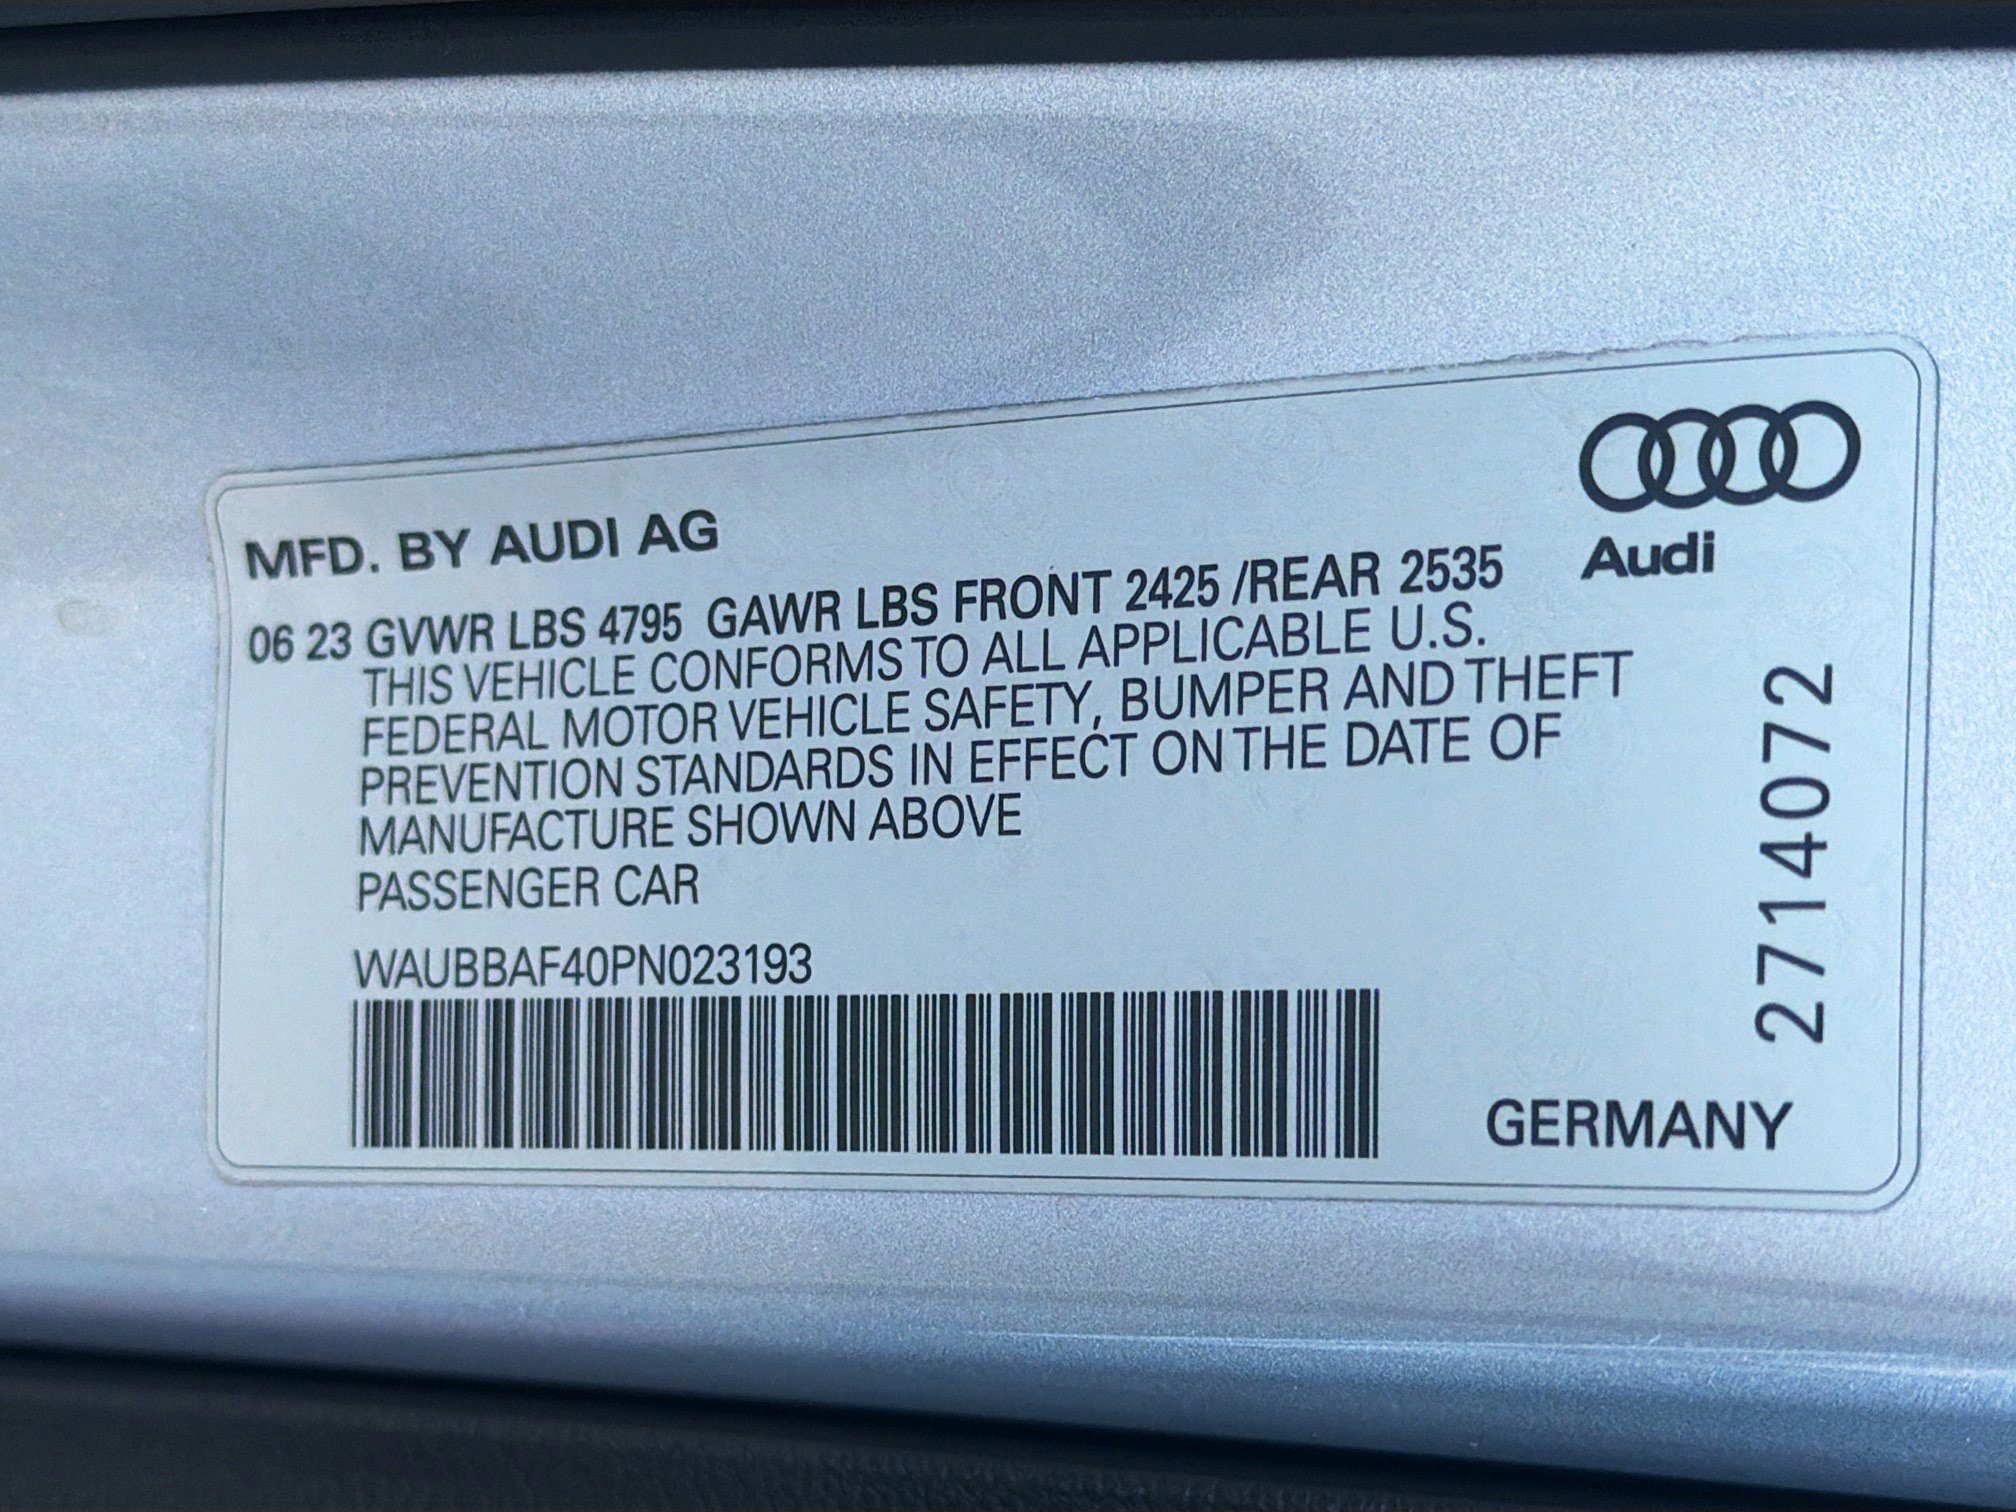 MFD. BY AUDI AG
Audi
06 23 GVWR LBS 4795 GAWR LBS FRONT 2425 /REAR 2535
THIS VEHICLE CONFORMS TO ALL APPLICABLE U.S.
FEDERAL MOTOR VEHICLE SAFETY, BUMPER AND THEFT
PREVENTION STANDARDS IN EFFECT ON THE DATE OF
MANUFACTURE SHOWN ABOVE
PASSENGER CAR
WAUBBAF40PN023193
2714072
GERMANY